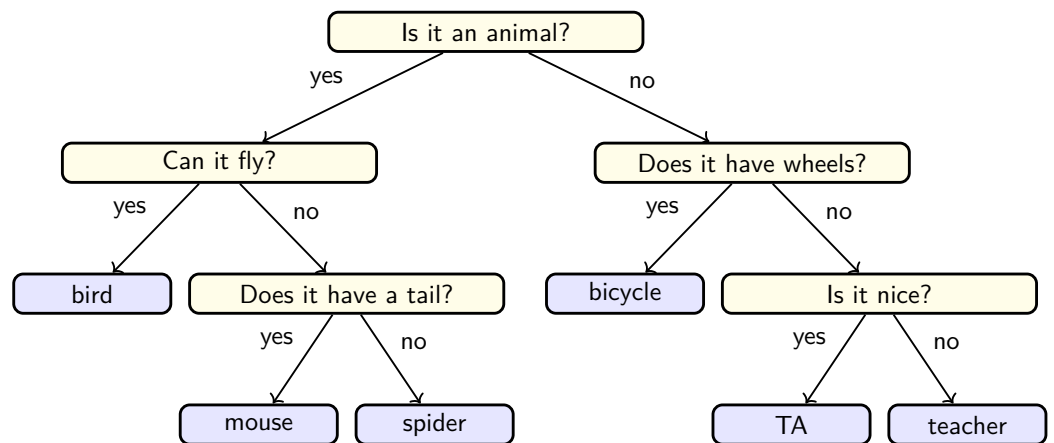 Is it an animal?
yes
no
Can it fly?
Does it have wheels?
yes
no
yes
no
bird
Does it have a tail?
bicycle
Is it nice?
yes
no
yes
no
mouse
spider
TA
teacher